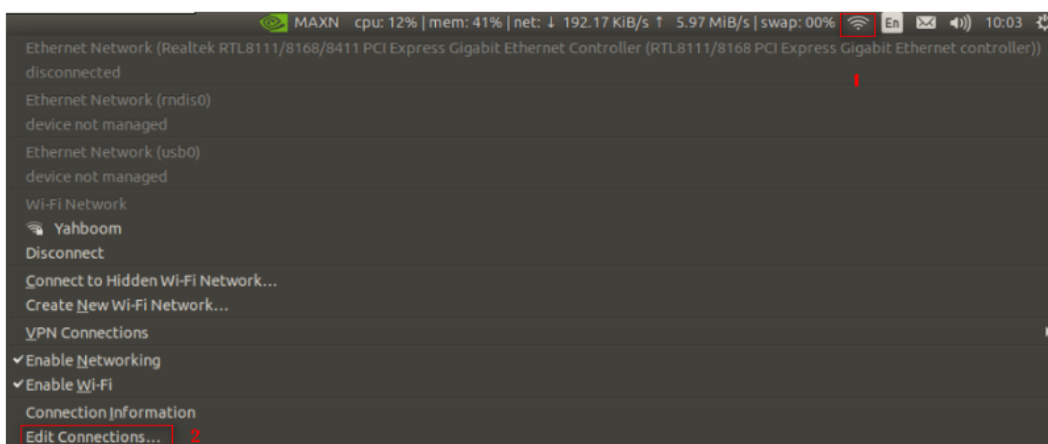 MAXN cpu: 12% | mem: 41% | net: ↓ 192.17 KiB/s ↑ 5.97 MiB/s | swap: 00% En 10:03
Ethernet Network (Realtek RTL8111/8168/8411 PCI Express Gigabit Ethernet Controller (RTL8111/8168 PCI Express Gigabit Ethernet controller))
1
disconnected
Ethernet Network (rndis0)
device not managed
Ethernet Network (usb0)
device not managed
Wi-Fi Network
Yahboom
Disconnect
Connect to Hidden Wi-Fi Network...
Create New Wi-Fi Network...
VPN Connections
Enable Networking
Enable Wi-Fi
Connection Information
Edit Connections... 2